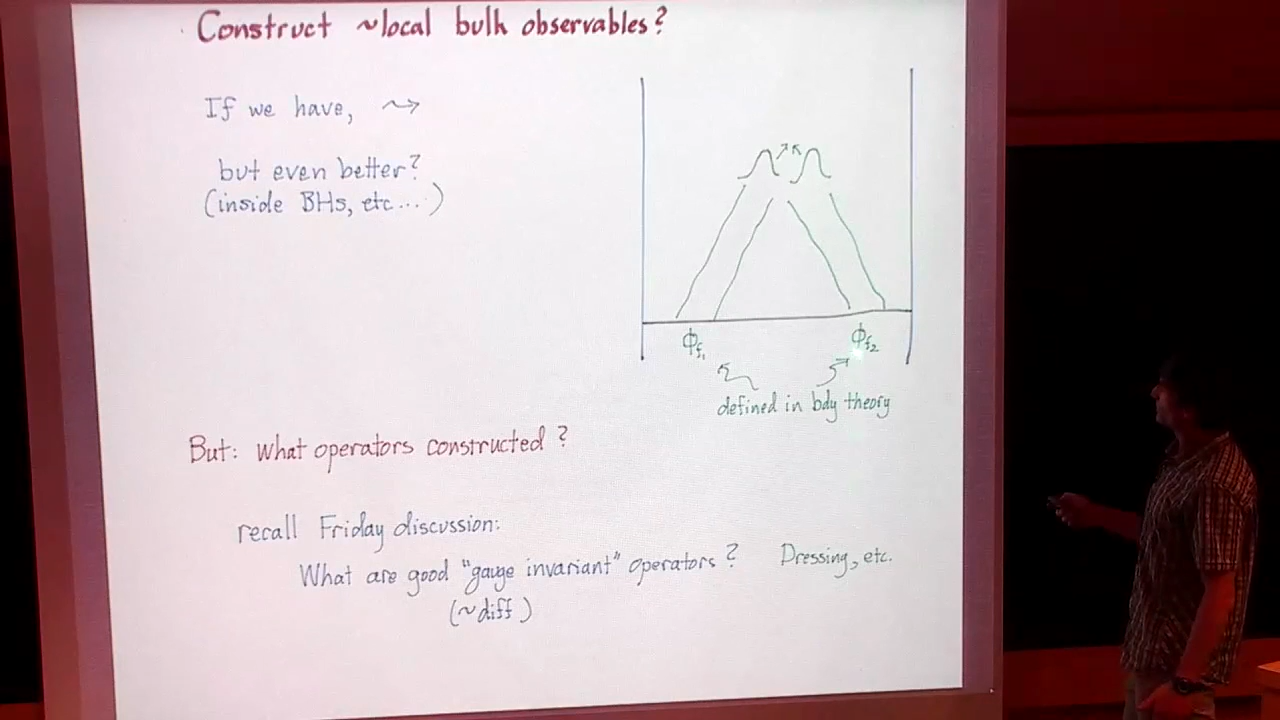 Construct ~local bulk observables?
If we have, ⇝
but even better?
(inside BHs, etc...)
ϕf₁
ϕf₂
defined in bdy theory
But: What operators constructed?
recall Friday discussion:
What are good "gauge invariant" operators? Dressing, etc.
(~diff)